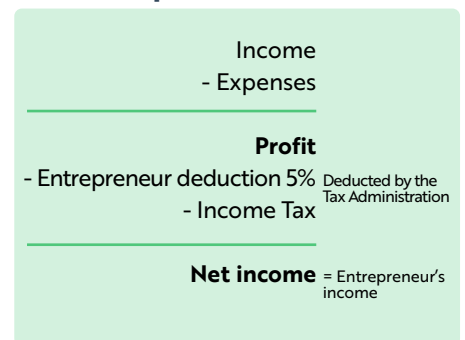 Income
- Expenses
Profit
- Entrepreneur deduction 5% Deducted by the
Tax Administration
- Income Tax
Net income = Entrepreneur's
income